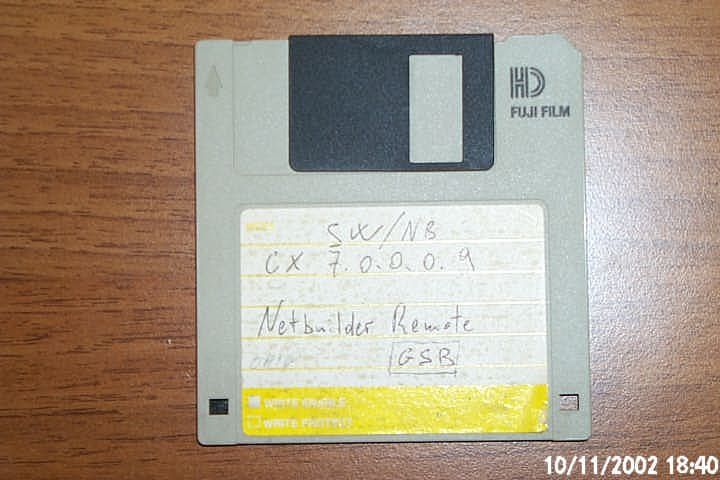 HD
FUJI FILM
SW/NB
CX 7.0.0.0.9
Netbuilder Remote
GSB
WRITE ENABLE
WRITE PROTECT
10/11/2002 18:40